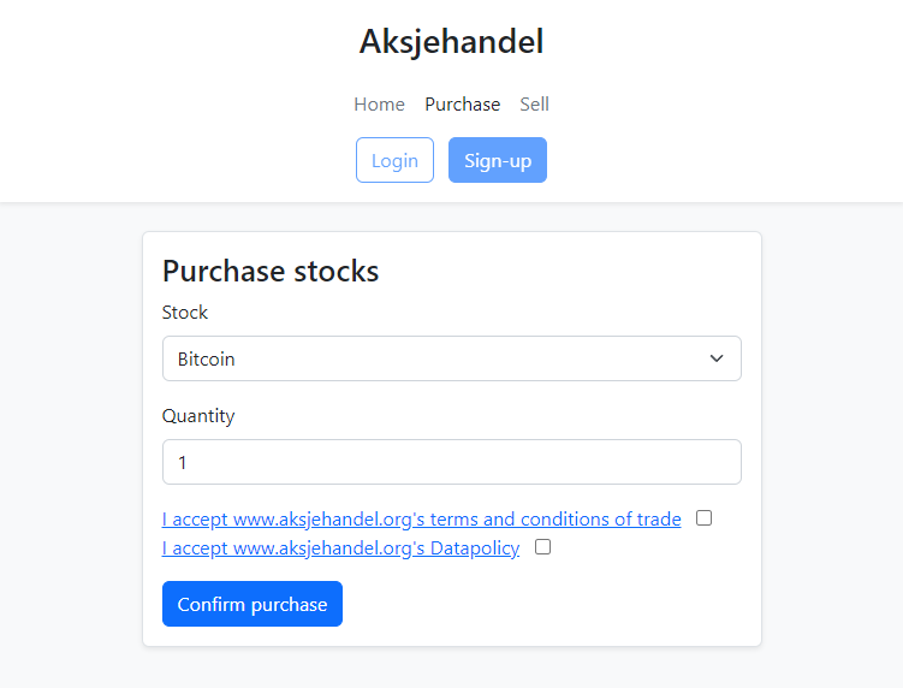 Aksjehandel
Home Purchase Sell
Login Sign-up
Purchase stocks
Stock
Bitcoin
Quantity
1
I accept www.aksjehandel.org's terms and conditions of trade
I accept www.aksjehandel.org's Datapolicy
Confirm purchase